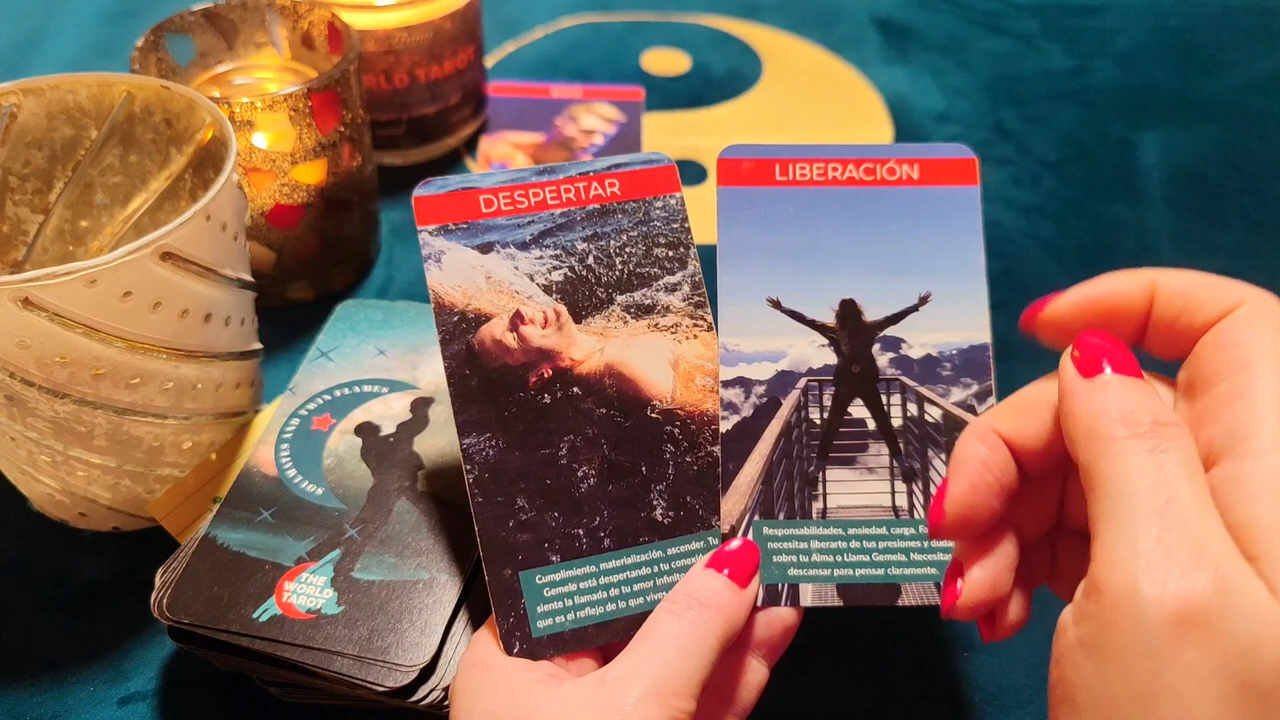 RLD TAROT
DESPERTAR
Cumplimiento, materialización, ascender. Tu
Gemelo está despertando a tu conexió
siente la llamada de tu amor infinito
que es el reflejo de lo que vives
LIBERACIÓN
Responsabilidades, ansiedad, carga. Fa
necesitas liberarte de tus presiones y dudas
sobre tu Alma o Llama Gemela. Necesitas
descansar para pensar claramente.
SOULMATES AND TWIN FLAMES
THE
WORLD
TAROT